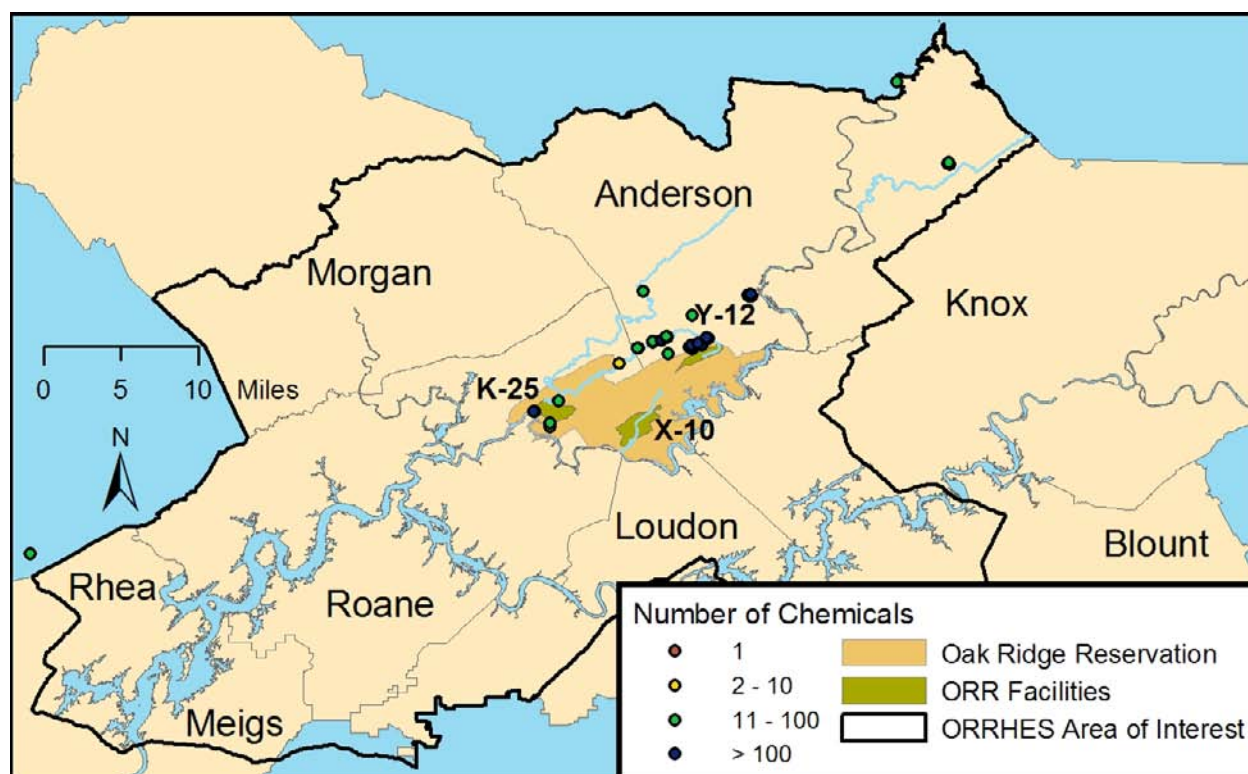 Anderson
Morgan
Knox
Y-12
0 5 10 Miles
K-25
N
X-10
Loudon
Blount
Rhea
Roane
Meigs
Number of Chemicals
1
2 - 10
11 - 100
> 100
Oak Ridge Reservation
ORR Facilities
ORRHES Area of Interest